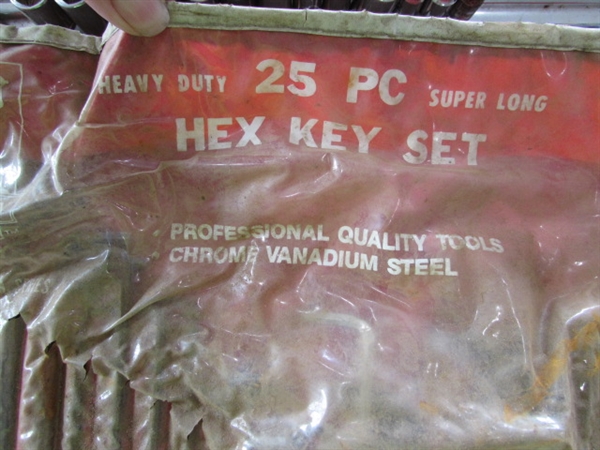 HEAVY DUTY 25 PC SUPER LONG
HEX KEY SET
• PROFESSIONAL QUALITY TOOLS
• CHROME VANADIUM STEEL